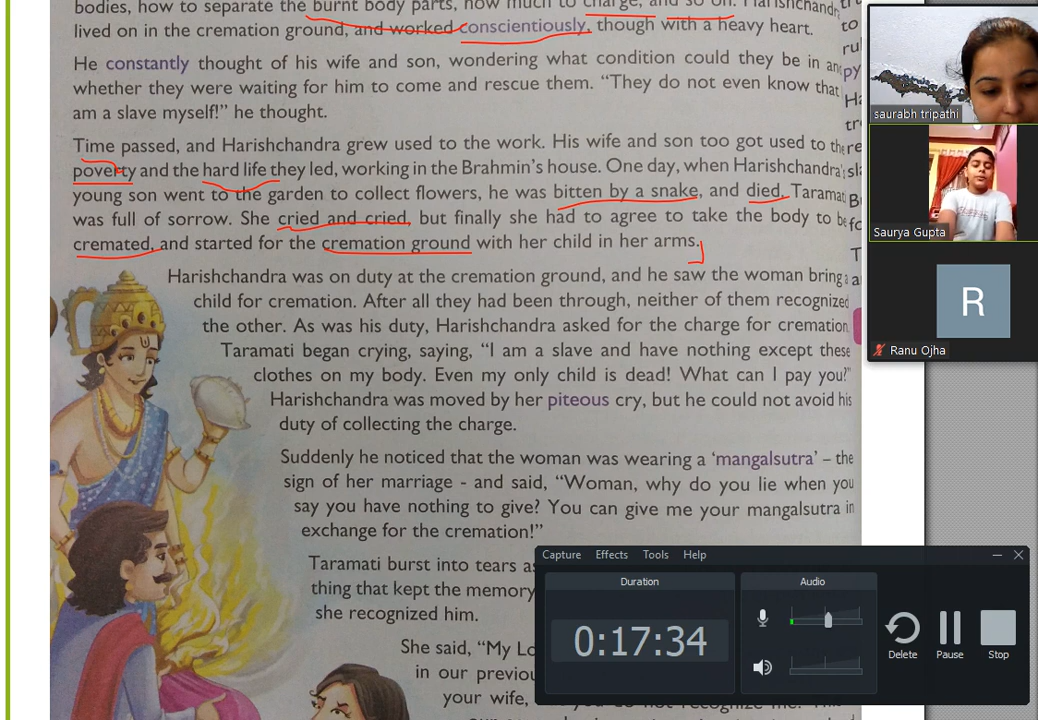 bodies, how to separate the burnt body parts, how much to charge, and so on. Harishchandr
lived on in the cremation ground, and worked conscientiously, though with a heavy heart.
He constantly thought of his wife and son, wondering what condition could they be in an
whether they were waiting for him to come and rescue them. “They do not even know that
am a slave myself!” he thought.
Time passed, and Harishchandra grew used to the work. His wife and son too got used to the
poverty and the hard life they led, working in the Brahmin’s house. One day, when Harishchandra’s
young son went to the garden to collect flowers, he was bitten by a snake, and died. Taramati
was full of sorrow. She cried and cried, but finally she had to agree to take the body to be
cremated, and started for the cremation ground with her child in her arms.
Harishchandra was on duty at the cremation ground, and he saw the woman bring a
child for cremation. After all they had been through, neither of them recognized
the other. As was his duty, Harishchandra asked for the charge for cremation.
Taramati began crying, saying, “I am a slave and have nothing except these
clothes on my body. Even my only child is dead! What can I pay you?”
Harishchandra was moved by her piteous cry, but he could not avoid his
duty of collecting the charge.
Suddenly he noticed that the woman was wearing a ‘mangalsutra’ – the
sign of her marriage - and said, “Woman, why do you lie when you
say you have nothing to give? You can give me your mangalsutra in
exchange for the cremation!”
Taramati burst into tears as
thing that kept the memory
she recognized him.
She said, “My Lo
in our previou
your wife,
saurabh tripathi
Saurya Gupta
R
Ranu Ojha
Capture Effects Tools Help
Duration
Audio
0:17:34
Delete
Pause
Stop